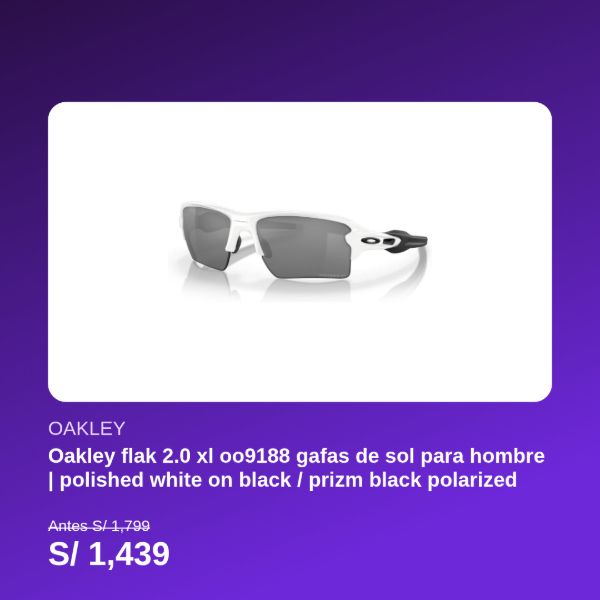 OAKLEY
Oakley flak 2.0 xl oo9188 gafas de sol para hombre
| polished white on black / prizm black polarized
Antes S/ 1,799
S/ 1,439